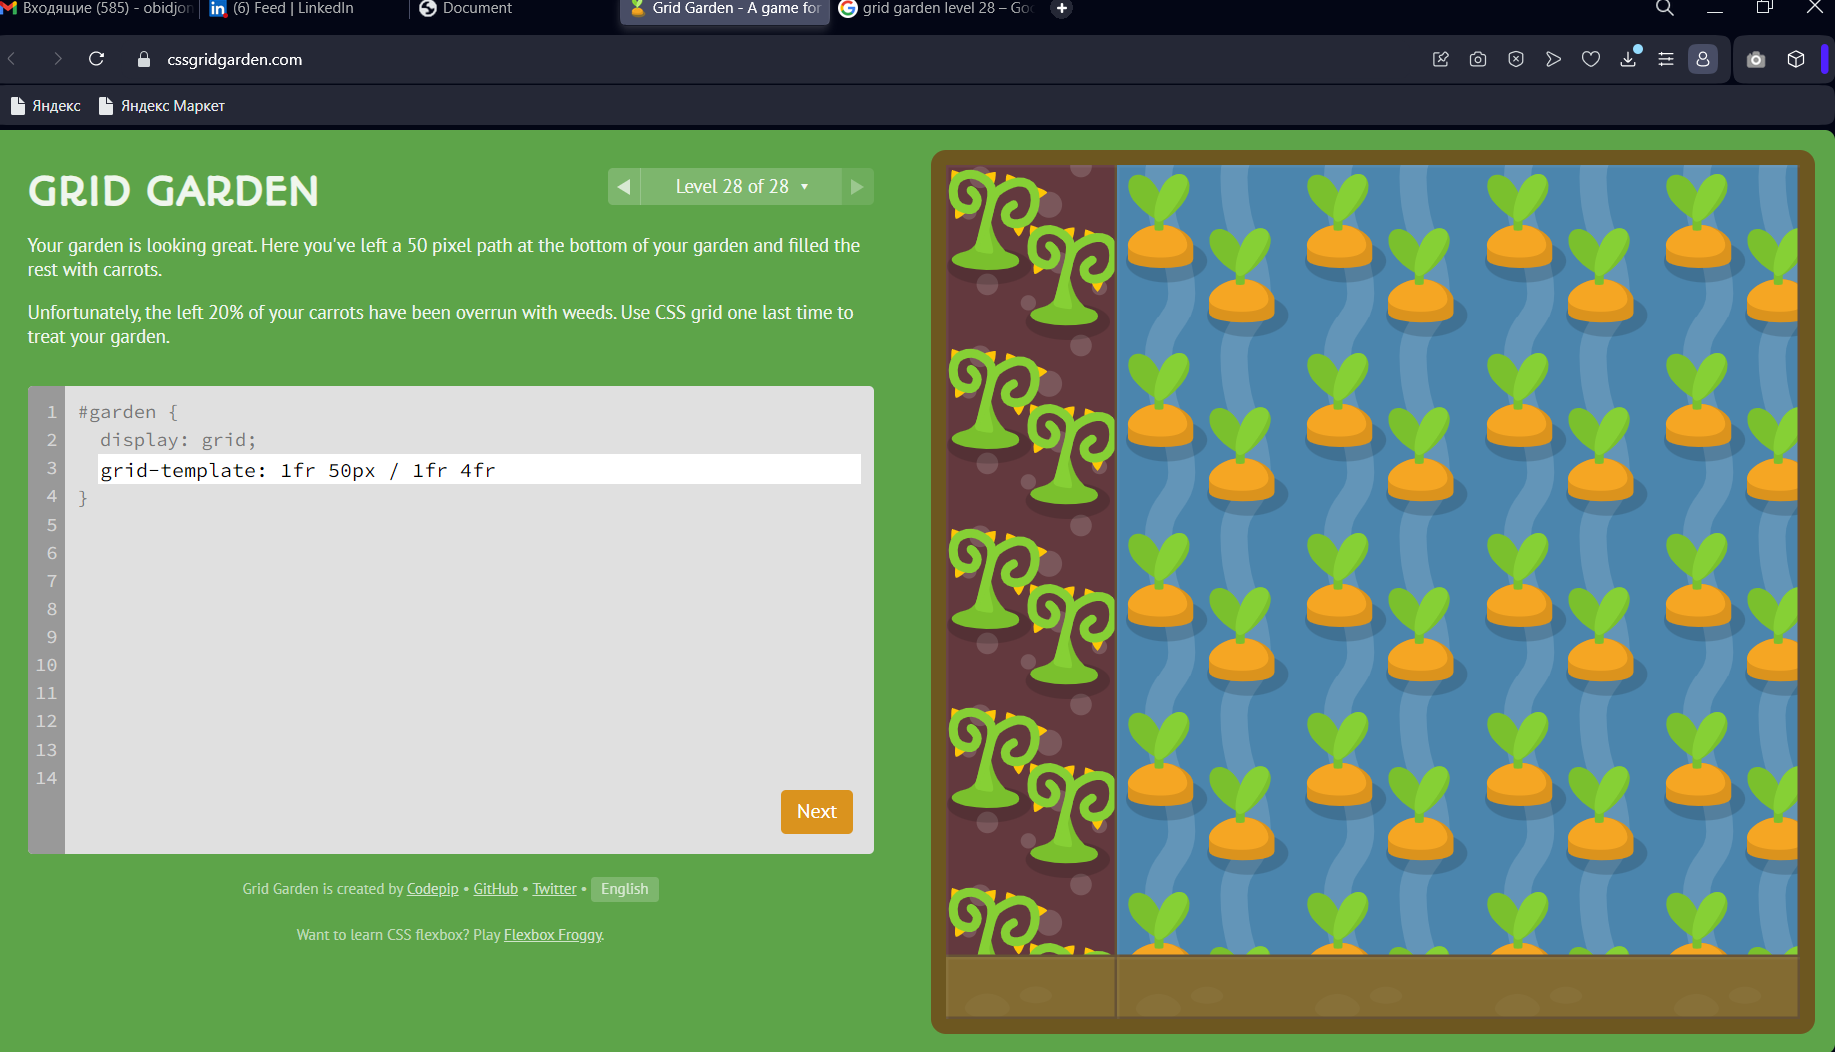 Входящие (585) - obidjon
(6) Feed | LinkedIn
Document
Grid Garden - A game for
grid garden level 28 – Goo
cssgridgarden.com
Яндекс
Яндекс Маркет
GRID GARDEN
Level 28 of 28
Your garden is looking great. Here you've left a 50 pixel path at the bottom of your garden and filled the
rest with carrots.
Unfortunately, the left 20% of your carrots have been overrun with weeds. Use CSS grid one last time to
treat your garden.
1 #garden {
2 display: grid;
3 grid-template: 1fr 50px / 1fr 4fr
4 }
5
6
7
8
9
10
11
12
13
14
Next
Grid Garden is created by Codepip • GitHub • Twitter • English
Want to learn CSS flexbox? Play Flexbox Froggy.